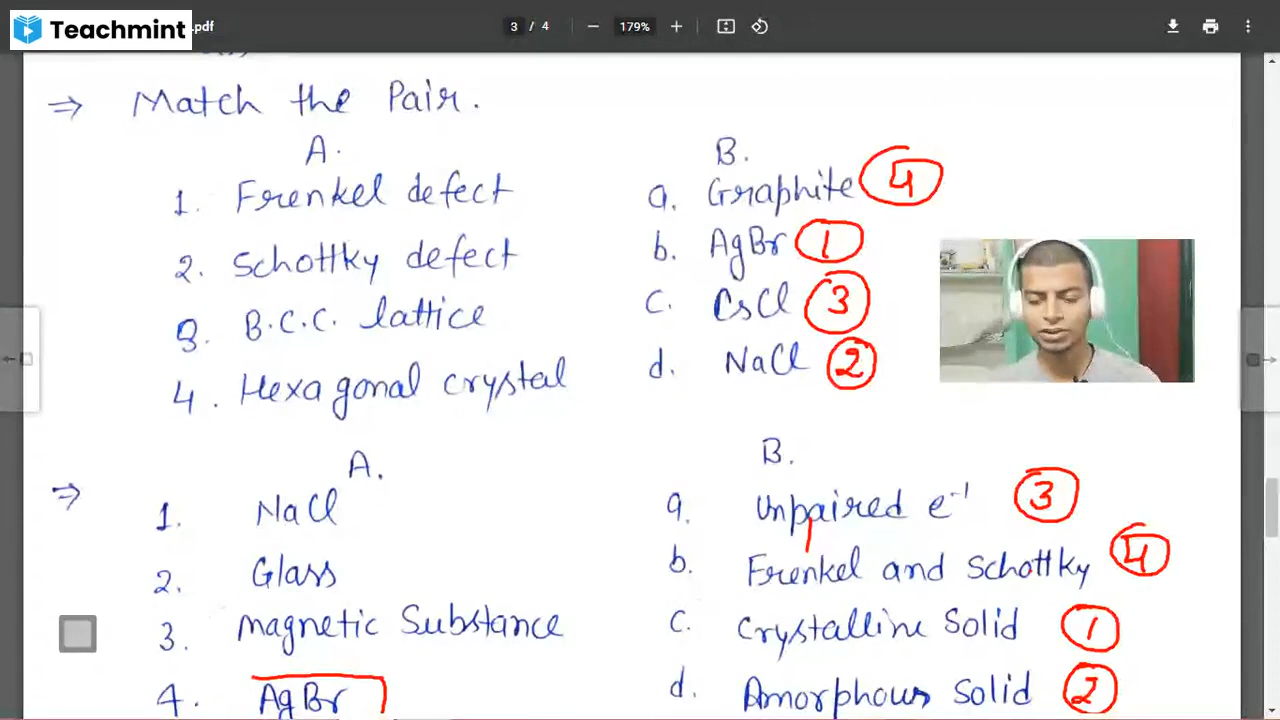 Teachmint
.pdf
3 / 4
179%
⇒ Match the Pair.
A. B.
1. Frenkel defect a. Graphite 4
2. Schottky defect b. AgBr 1
3. B.C.C. lattice c. CsCl 3
4. Hexagonal crystal d. NaCl 2
⇒ A. B.
1. NaCl a. Unpaired e⁻¹ 3
2. Glass b. Frenkel and Schottky 4
3. magnetic Substance c. Crystalline Solid 1
4. AgBr d. Amorphous Solid 2